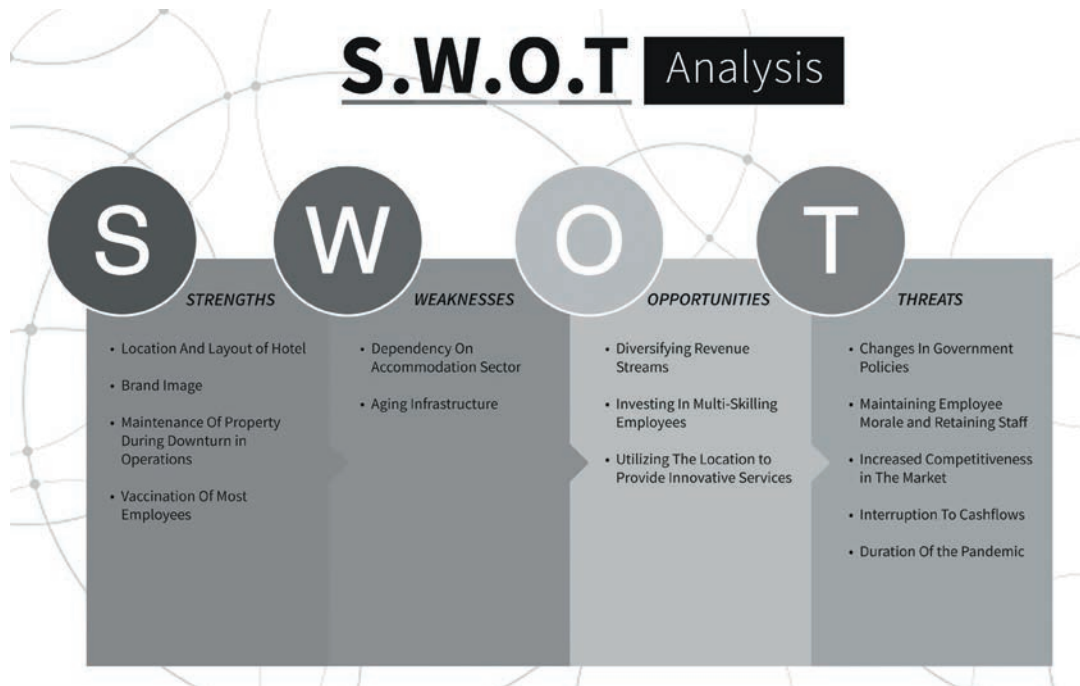 S.W.O.T Analysis
S
W
O
T
STRENGTHS
• Location And Layout of Hotel
• Brand Image
• Maintenance Of Property
During Downturn in
Operations
• Vaccination Of Most
Employees
WEAKNESSES
• Dependency On
Accommodation Sector
• Aging Infrastructure
OPPORTUNITIES
• Diversifying Revenue
Streams
• Investing In Multi-Skilling
Employees
• Utilizing The Location to
Provide Innovative Services
THREATS
• Changes In Government
Policies
• Maintaining Employee
Morale and Retaining Staff
• Increased Competitiveness
in The Market
• Interruption To Cashflows
• Duration Of the Pandemic